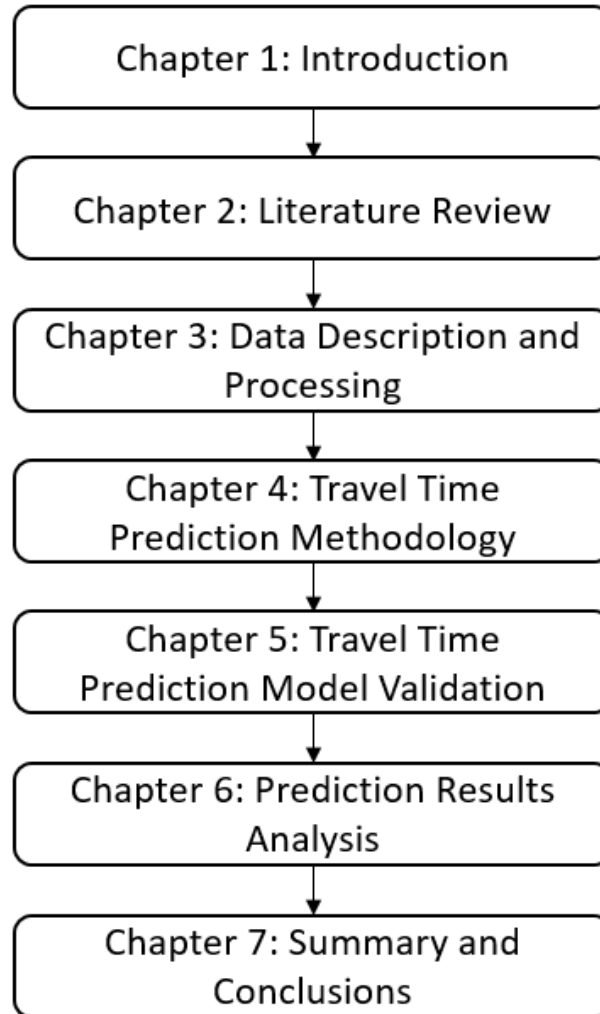 Chapter 1: Introduction
Chapter 2: Literature Review
Chapter 3: Data Description and
Processing
Chapter 4: Travel Time
Prediction Methodology
Chapter 5: Travel Time
Prediction Model Validation
Chapter 6: Prediction Results
Analysis
Chapter 7: Summary and
Conclusions